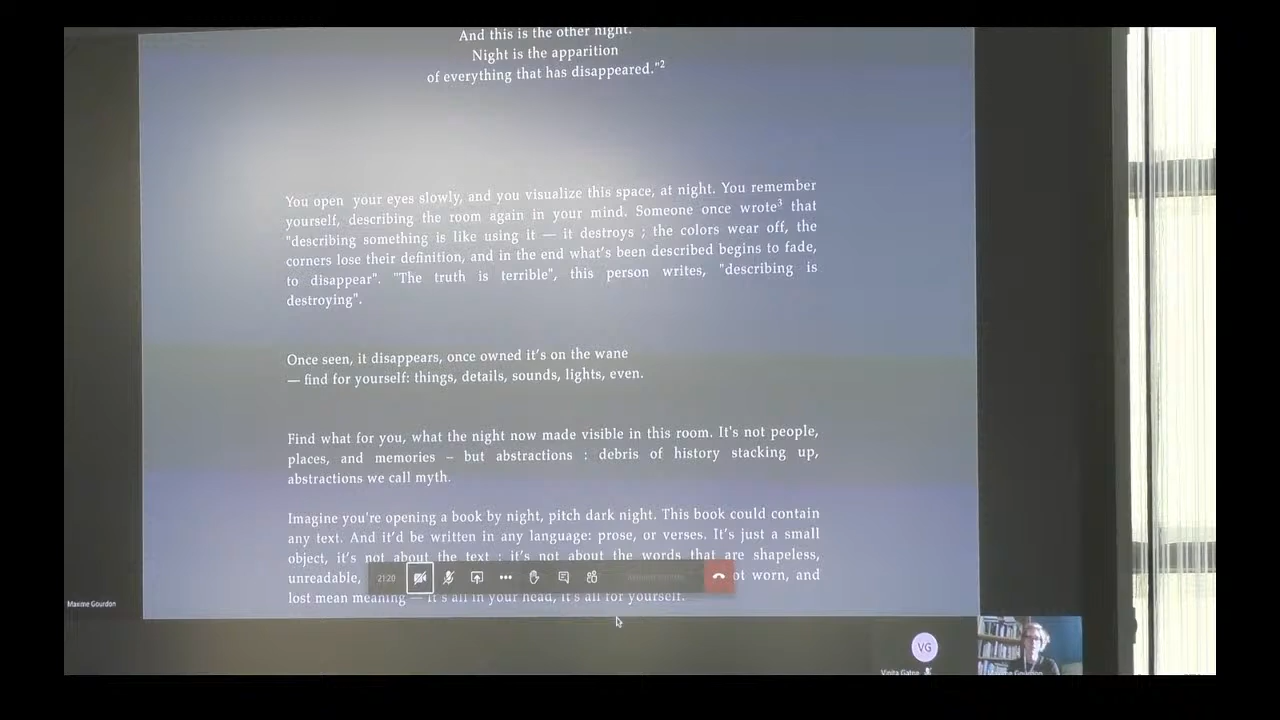 And this is the other night.
Night is the apparition
of everything that has disappeared."2
You open your eyes slowly, and you visualize this space, at night. You remember
yourself, describing the room again in your mind. Someone once wrote3 that
"describing something is like using it — it destroys ; the colors wear off, the
corners lose their definition, and in the end what's been described begins to fade,
to disappear". "The truth is terrible", this person writes, "describing is
destroying".
Once seen, it disappears, once owned it's on the wane
— find for yourself: things, details, sounds, lights, even.
Find what for you, what the night now made visible in this room. It's not people,
places, and memories – but abstractions : debris of history stacking up,
abstractions we call myth.
Imagine you're opening a book by night, pitch dark night. This book could contain
any text. And it'd be written in any language: prose, or verses. It's just a small
object, it's not about the text : it's not about the words that are shapeless,
unreadable, ot worn, and
lost mean meaning — it's all in your head, it's all for yourself.
21:20
Maxime Gourdon
VG
Maxime Gourdon